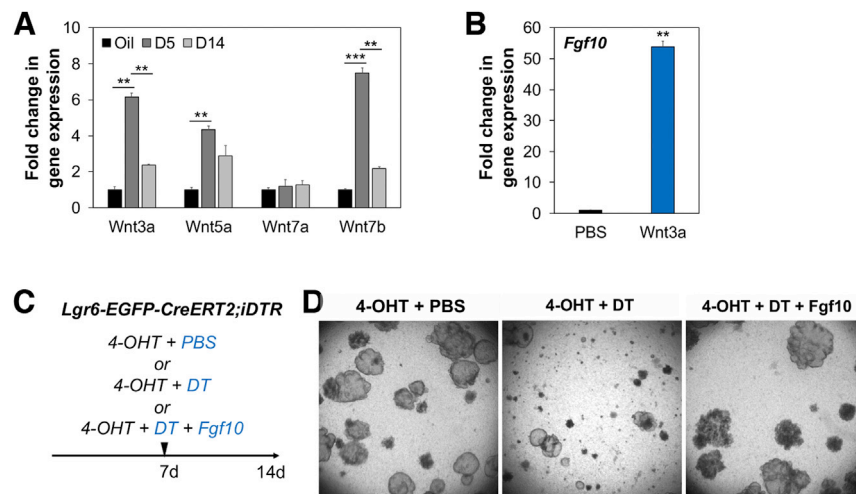 A
Fold change in
gene expression
10
8
6
4
2
0
Oil D5 D14
** **
**
*** **
Wnt3a Wnt5a Wnt7a Wnt7b
B
Fold change in
gene expression
60
50
40
30
20
10
0
Fgf10
**
PBS Wnt3a
C
Lgr6-EGFP-CreERT2;iDTR
4-OHT + PBS
or
4-OHT + DT
or
4-OHT + DT + Fgf10
7d 14d
D
4-OHT + PBS 4-OHT + DT 4-OHT + DT + Fgf10